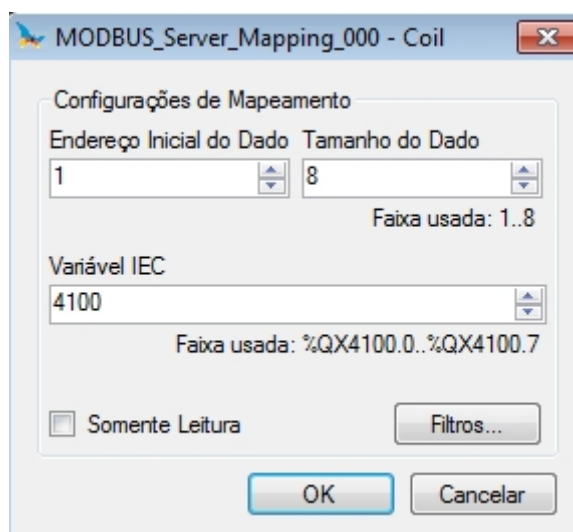 MODBUS_Server_Mapping_000 - Coil
Configurações de Mapeamento
Endereço Inicial do Dado Tamanho do Dado
1 8
Faixa usada: 1..8
Variável IEC
4100
Faixa usada: %QX4100.0..%QX4100.7
Somente Leitura Filtros...
OK Cancelar